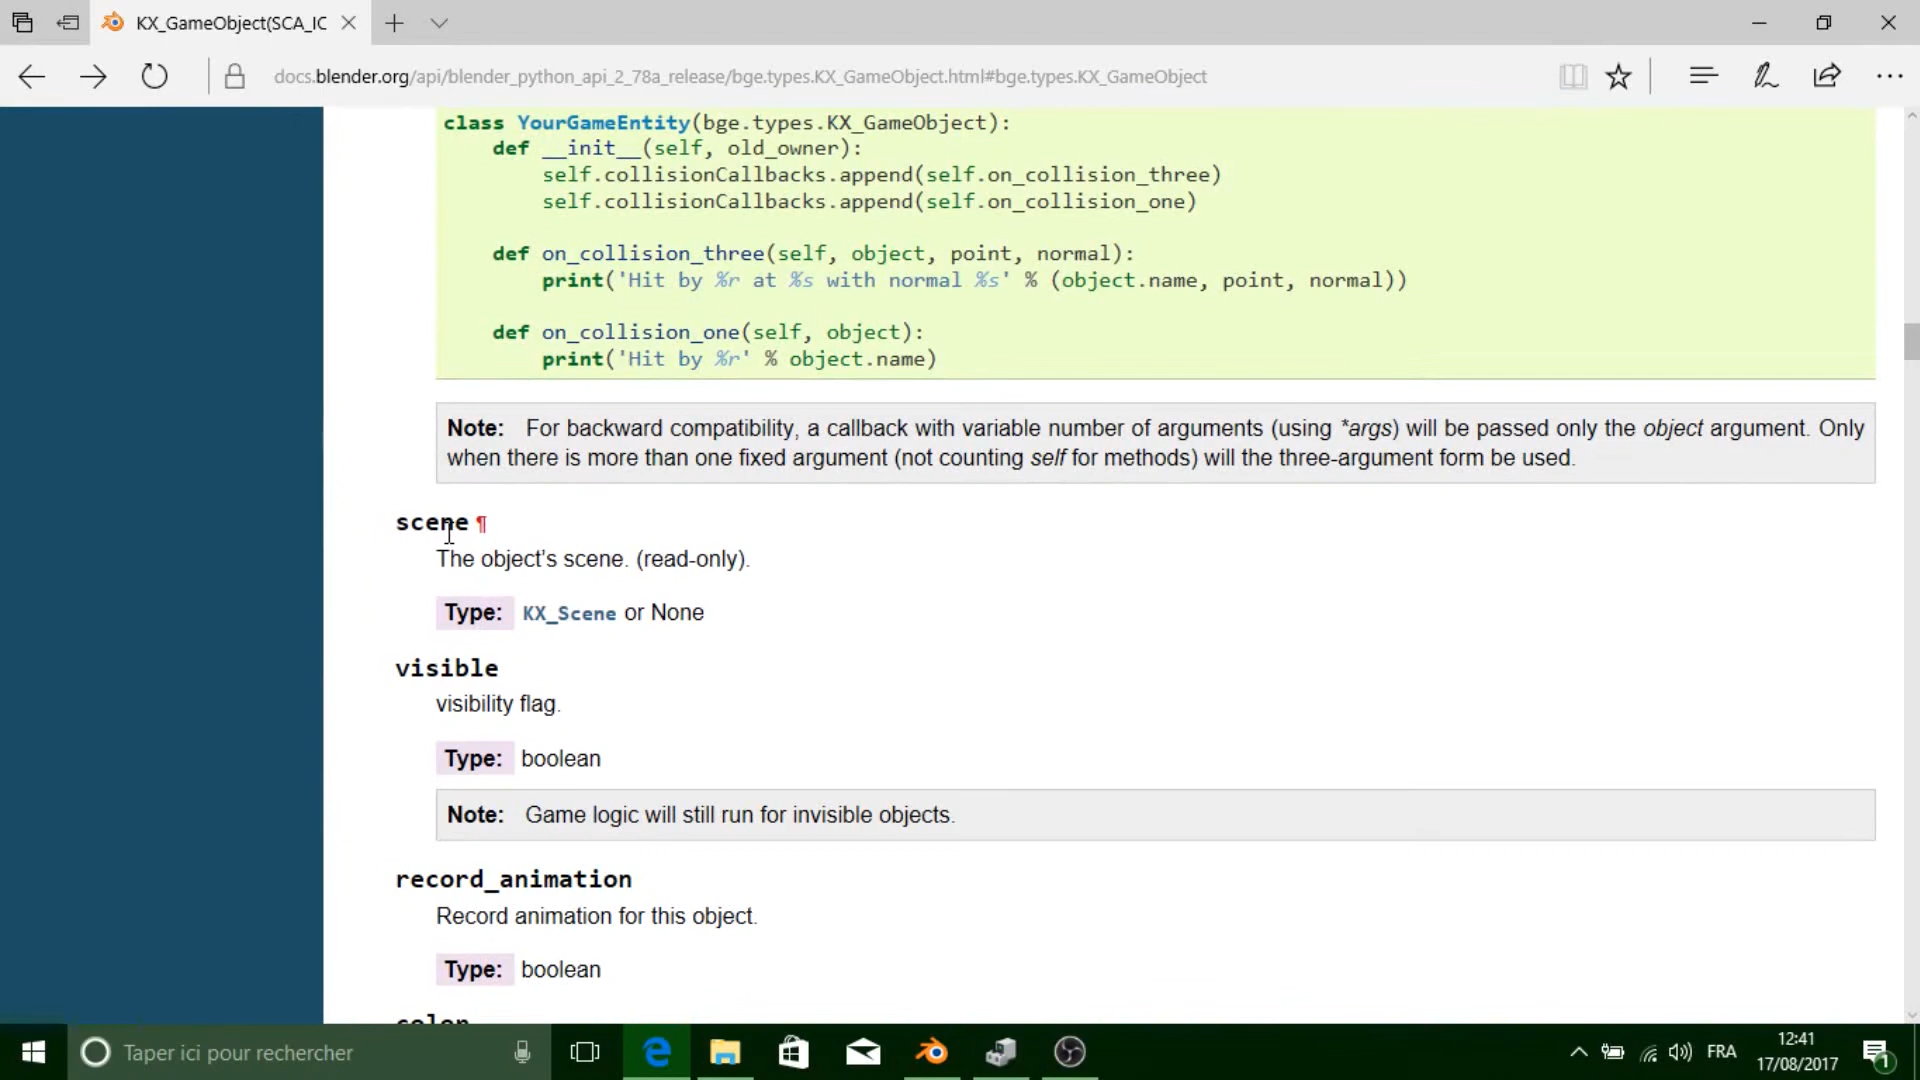 KX_GameObject(SCA_IC
docs.blender.org/api/blender_python_api_2_78a_release/bge.types.KX_GameObject.html#bge.types.KX_GameObject
class YourGameEntity(bge.types.KX_GameObject):
def __init__(self, old_owner):
self.collisionCallbacks.append(self.on_collision_three)
self.collisionCallbacks.append(self.on_collision_one)
def on_collision_three(self, object, point, normal):
print('Hit by %r at %s with normal %s' % (object.name, point, normal))
def on_collision_one(self, object):
print('Hit by %r' % object.name)
Note: For backward compatibility, a callback with variable number of arguments (using *args) will be passed only the object argument. Only
when there is more than one fixed argument (not counting self for methods) will the three-argument form be used.
scene ¶
The object's scene. (read-only).
Type: KX_Scene or None
visible
visibility flag.
Type: boolean
Note: Game logic will still run for invisible objects.
record_animation
Record animation for this object.
Type: boolean
color
Taper ici pour rechercher
FRA
12:41
17/08/2017
1